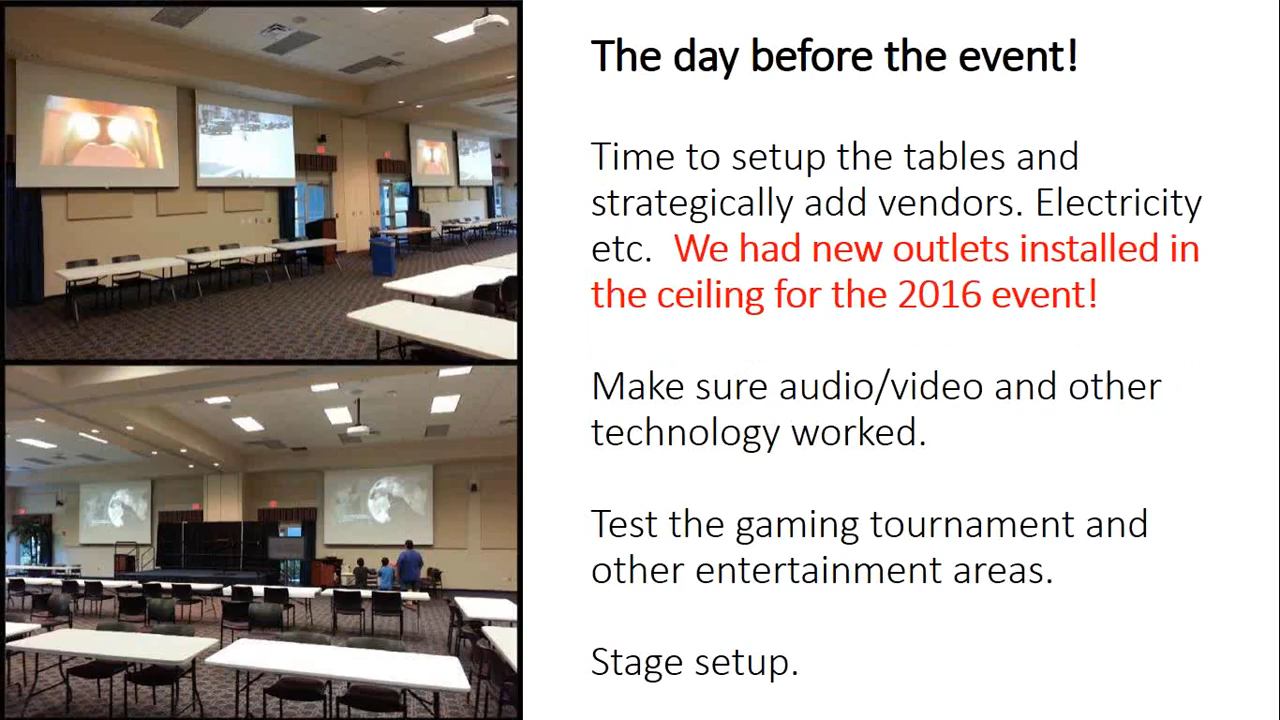 The day before the event!
Time to setup the tables and
strategically add vendors. Electricity
etc.  We had new outlets installed in
the ceiling for the 2016 event!
Make sure audio/video and other
technology worked.
Test the gaming tournament and
other entertainment areas.
Stage setup.